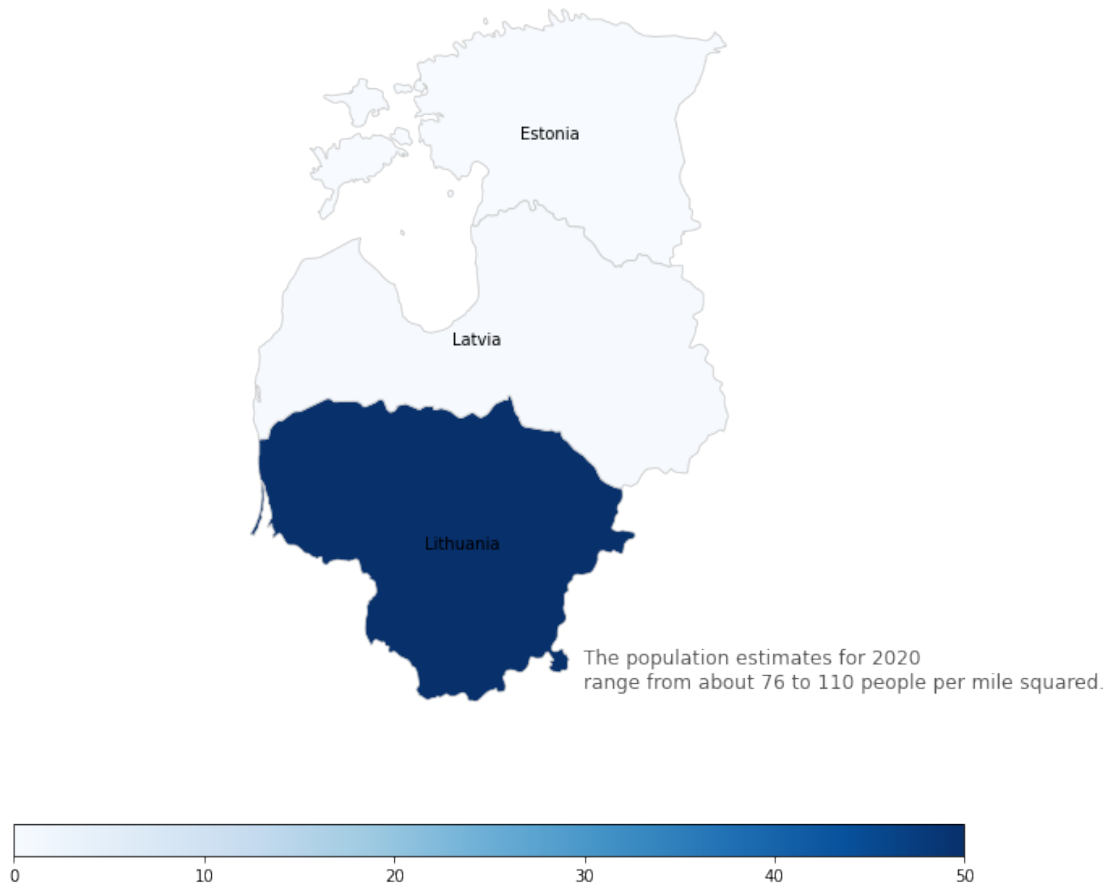 Estonia
Latvia
Lithuania
The population estimates for 2020
range from about 76 to 110 people per mile squared.
0 10 20 30 40 50